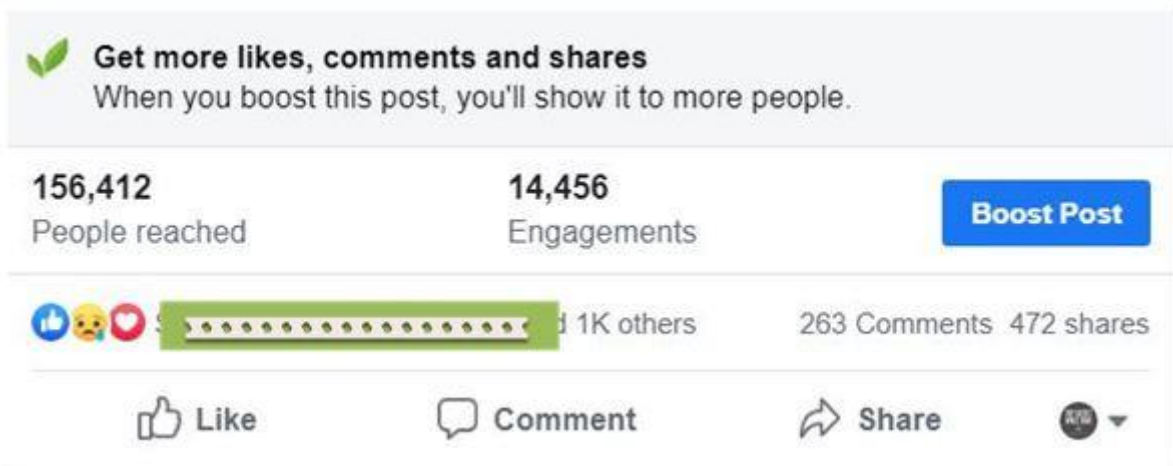 Get more likes, comments and shares
When you boost this post, you'll show it to more people.
156,412 14,456
People reached Engagements
Boost Post
1K others 263 Comments 472 shares
Like Comment Share